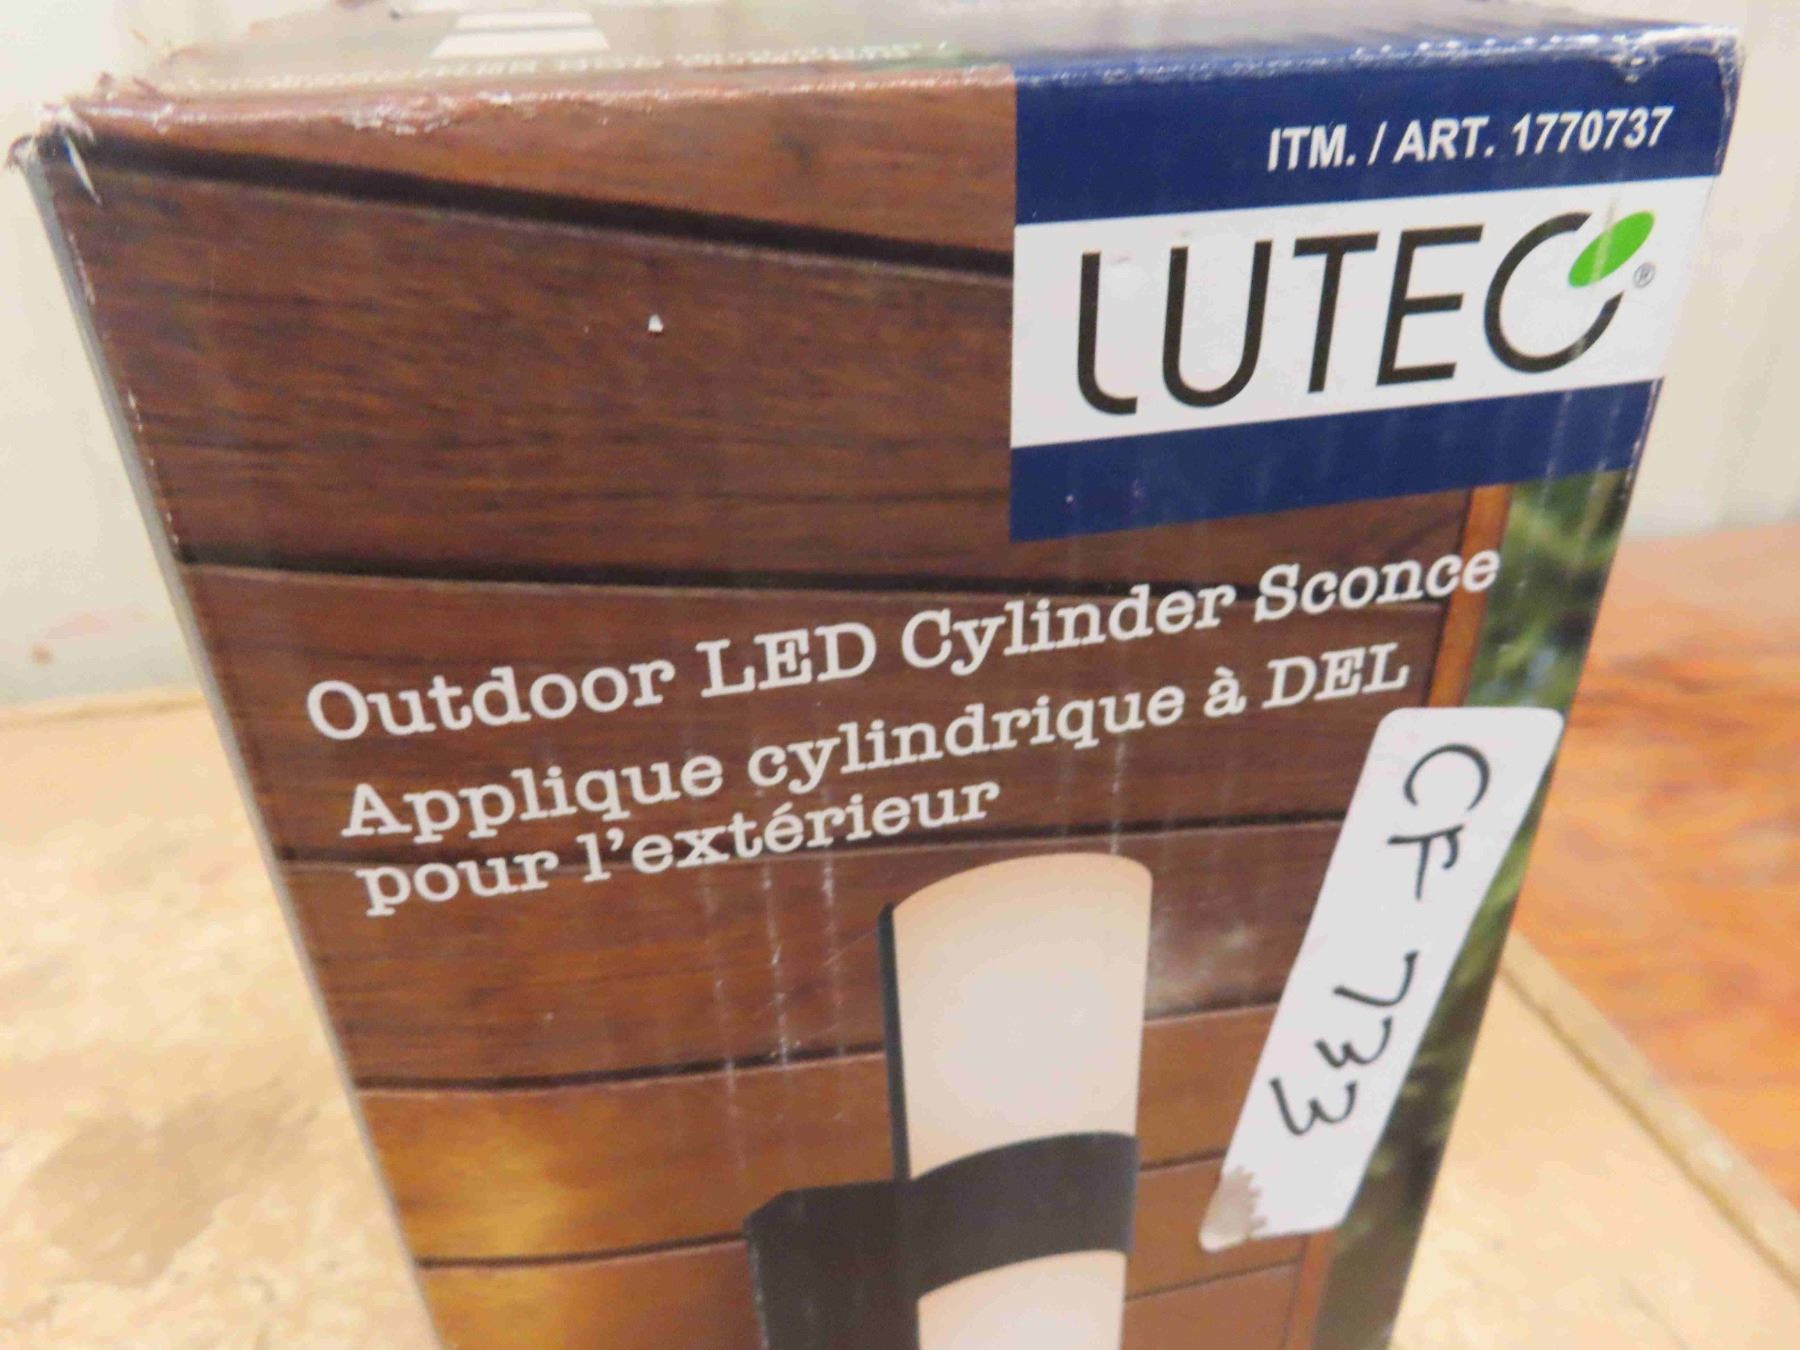 ITM. / ART. 1770737
LUTEC®
Outdoor LED Cylinder Sconce
Applique cylindrique à DEL
pour l'extérieur
CF 733